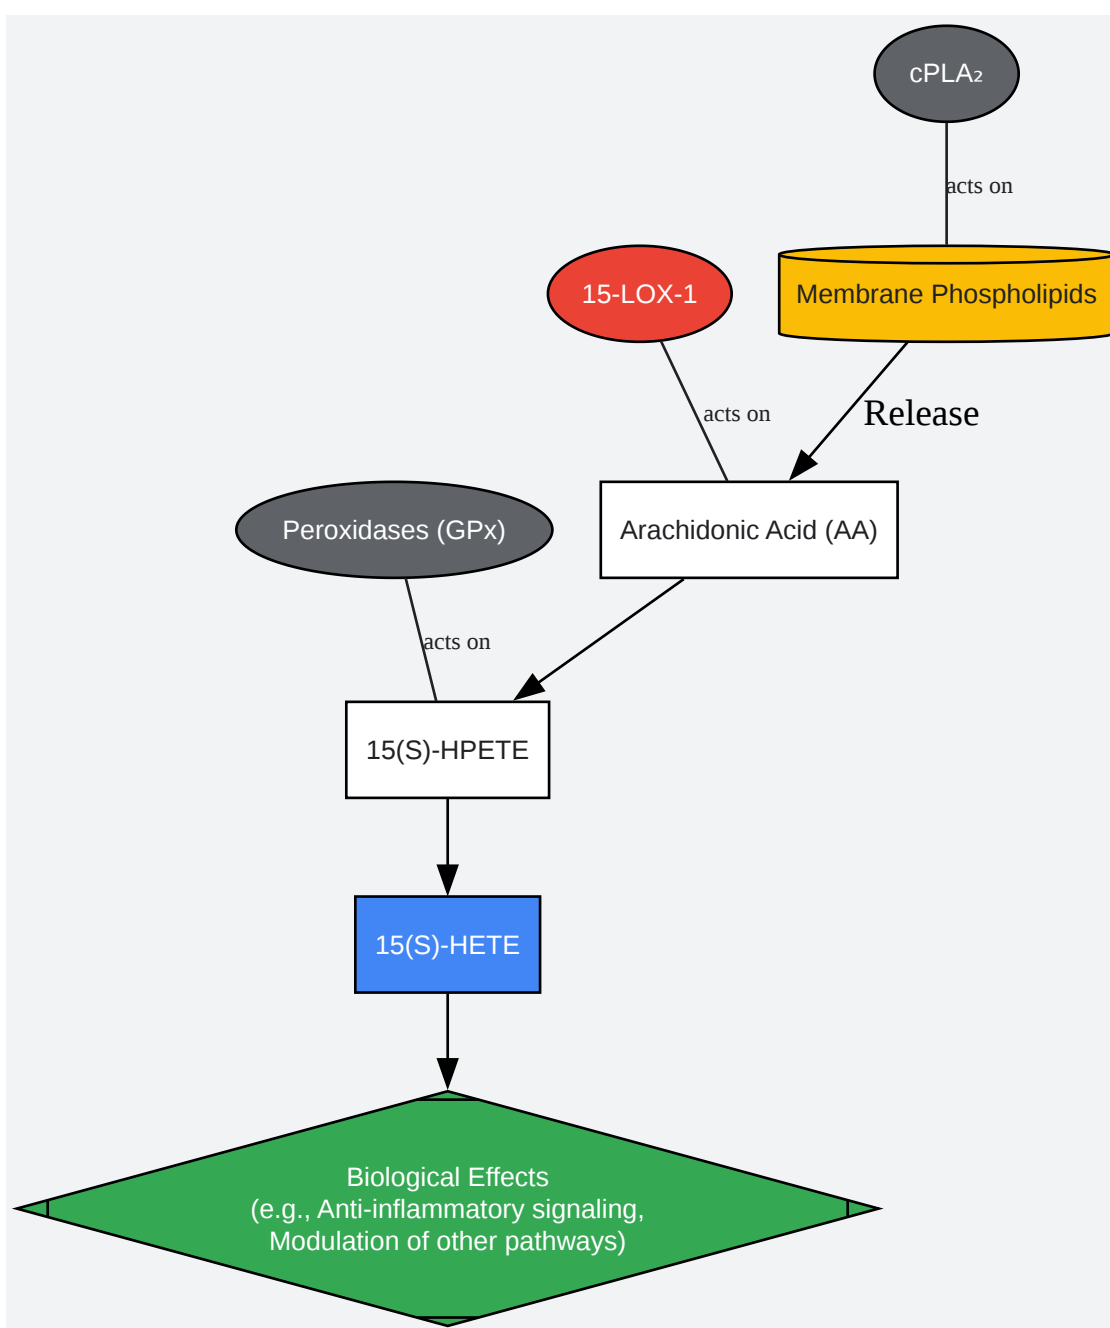 cPLA₂
acts on
15-LOX-1
Membrane Phospholipids
acts on
Release
Peroxidases (GPx)
Arachidonic Acid (AA)
acts on
15(S)-HPETE
15(S)-HETE
Biological Effects
(e.g., Anti-inflammatory signaling,
Modulation of other pathways)